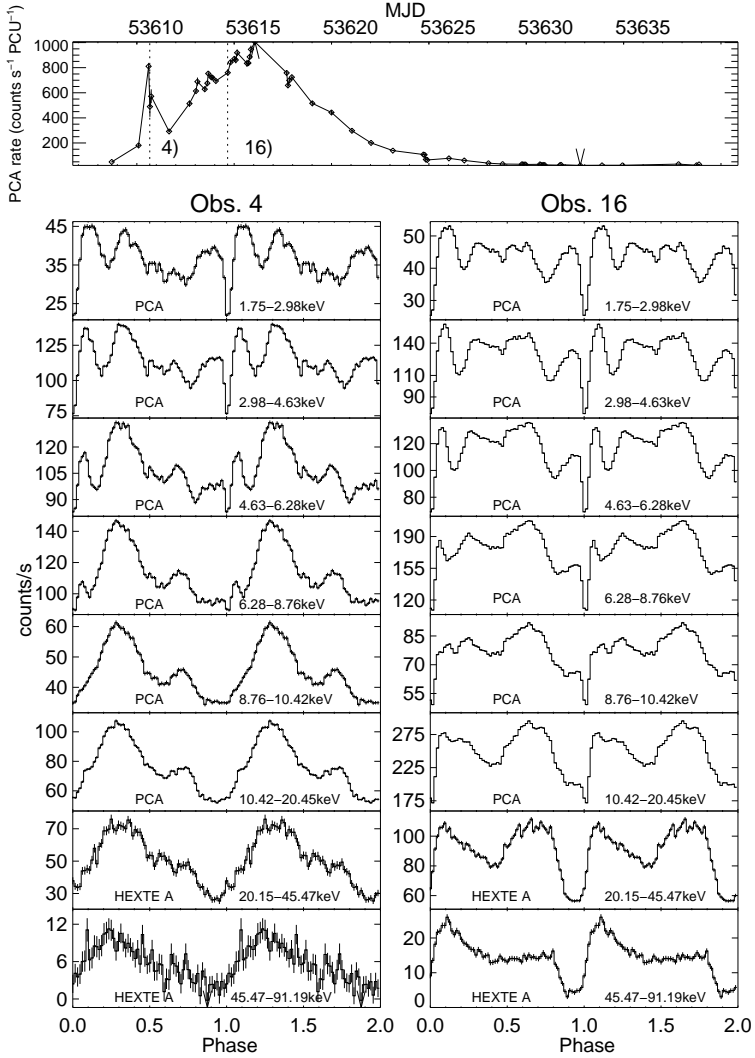 MJD
53610 53615 53620 53625 53630 53635
PCA rate (counts s⁻¹ PCU⁻¹)
1000
800
600
400
200
4) 16)
Obs. 4 Obs. 16
counts/s
45
40
35
30
25
PCA 1.75−2.98keV
50
40
30
PCA 1.75−2.98keV
125
100
75
PCA 2.98−4.63keV
140
110
90
PCA 2.98−4.63keV
120
105
90
PCA 4.63−6.28keV
120
100
80
PCA 4.63−6.28keV
140
120
100
PCA 6.28−8.76keV
190
155
120
PCA 6.28−8.76keV
60
50
40
PCA 8.76−10.42keV
85
70
55
PCA 8.76−10.42keV
100
80
60
PCA 10.42−20.45keV
275
225
175
PCA 10.42−20.45keV
70
50
30
HEXTE A 20.15−45.47keV
100
80
60
HEXTE A 20.15−45.47keV
12
6
0
HEXTE A 45.47−91.19keV
20
10
0
HEXTE A 45.47−91.19keV
0.0 0.5 1.0 1.5 2.0 0.0 0.5 1.0 1.5 2.0
Phase Phase